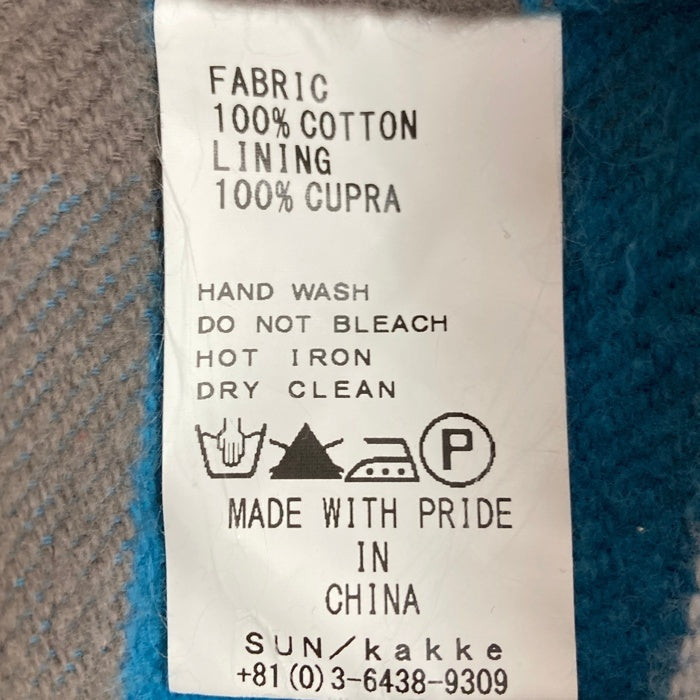 FABRIC
100% COTTON
LINING
100% CUPRA
HAND WASH
DO NOT BLEACH
HOT IRON
DRY CLEAN
P
MADE WITH PRIDE
IN
CHINA
SUN/kakke
+81(0)3-6438-9309